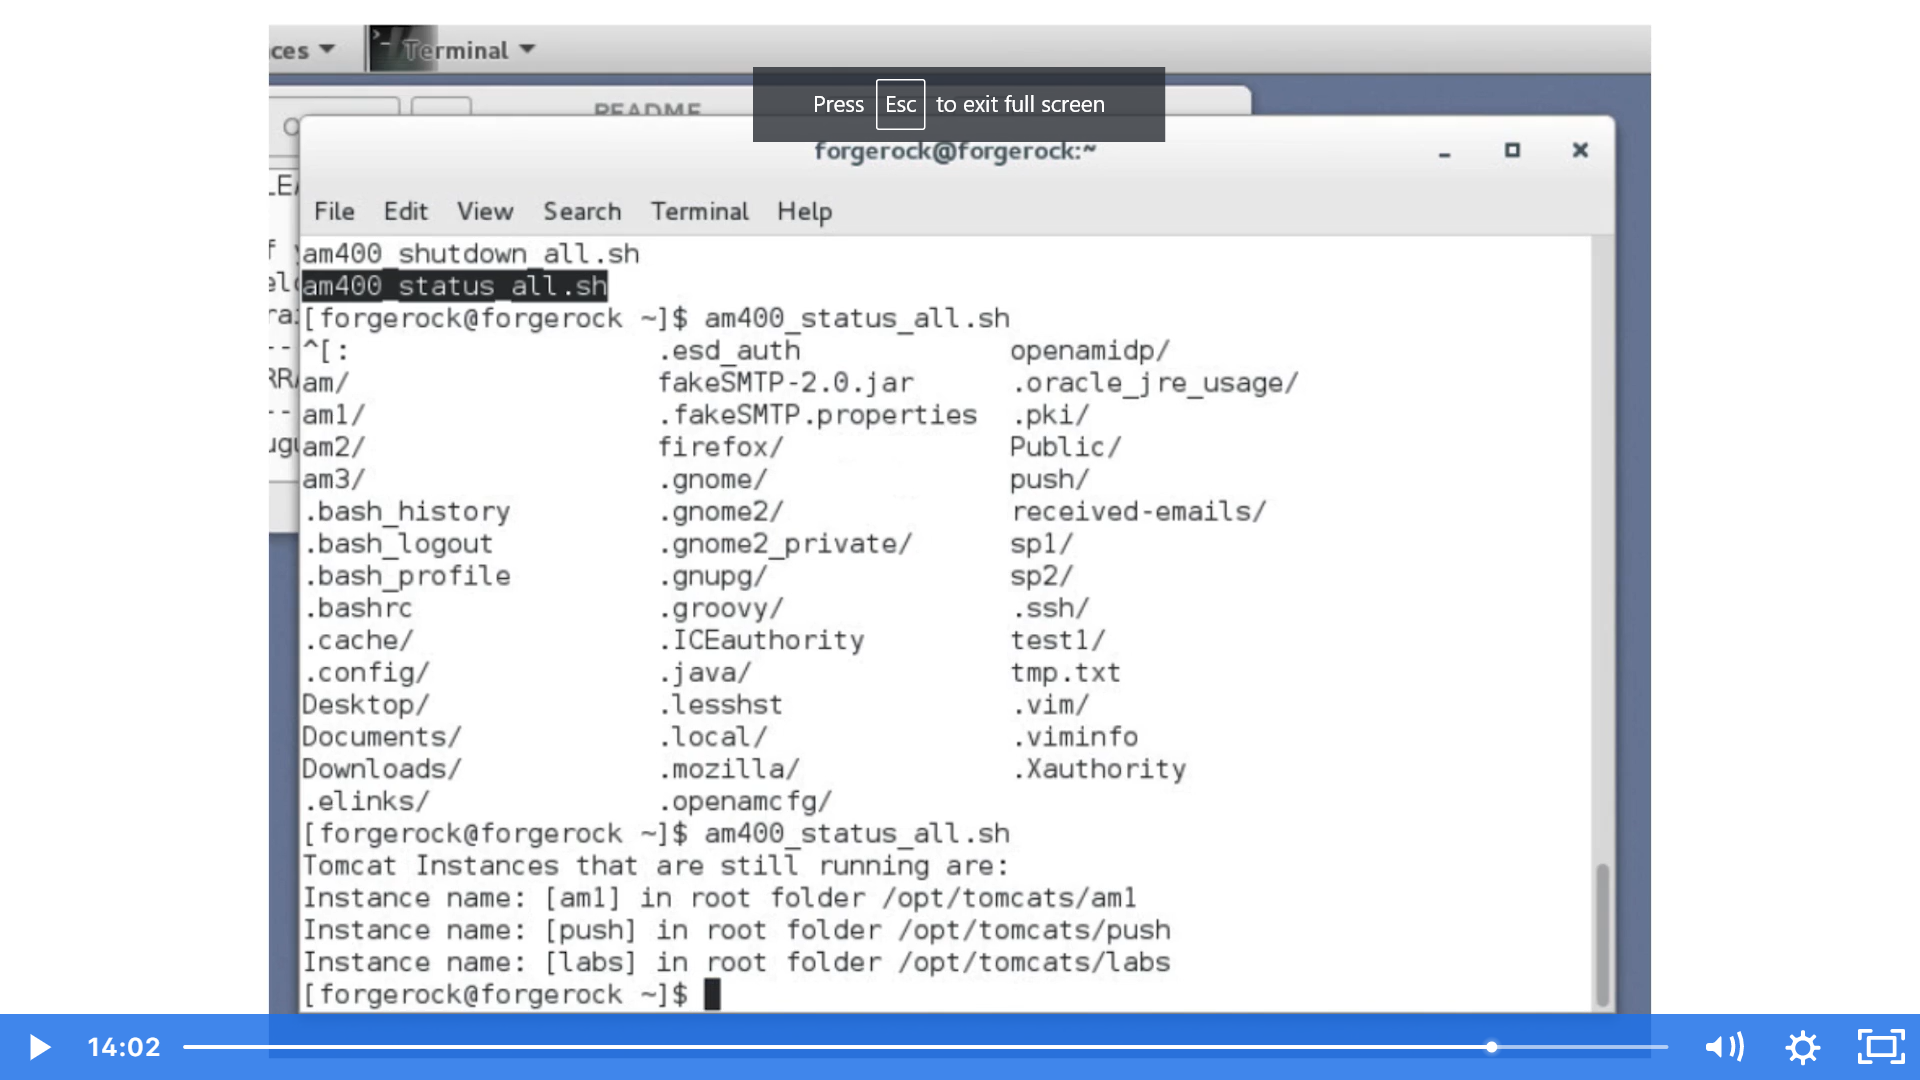 ces
Terminal
README
Press Esc to exit full screen
forgerock@forgerock:~
File Edit View Search Terminal Help
am400_shutdown_all.sh
am400_status_all.sh
[forgerock@forgerock ~]$ am400_status_all.sh
^[: .esd_auth openamidp/
am/ fakeSMTP-2.0.jar .oracle_jre_usage/
am1/ .fakeSMTP.properties .pki/
am2/ firefox/ Public/
am3/ .gnome/ push/
.bash_history .gnome2/ received-emails/
.bash_logout .gnome2_private/ sp1/
.bash_profile .gnupg/ sp2/
.bashrc .groovy/ .ssh/
.cache/ .ICEauthority test1/
.config/ .java/ tmp.txt
Desktop/ .lesshst .vim/
Documents/ .local/ .viminfo
Downloads/ .mozilla/ .Xauthority
.elinks/ .openamcfg/
[forgerock@forgerock ~]$ am400_status_all.sh
Tomcat Instances that are still running are:
Instance name: [am1] in root folder /opt/tomcats/am1
Instance name: [push] in root folder /opt/tomcats/push
Instance name: [labs] in root folder /opt/tomcats/labs
[forgerock@forgerock ~]$
14:02